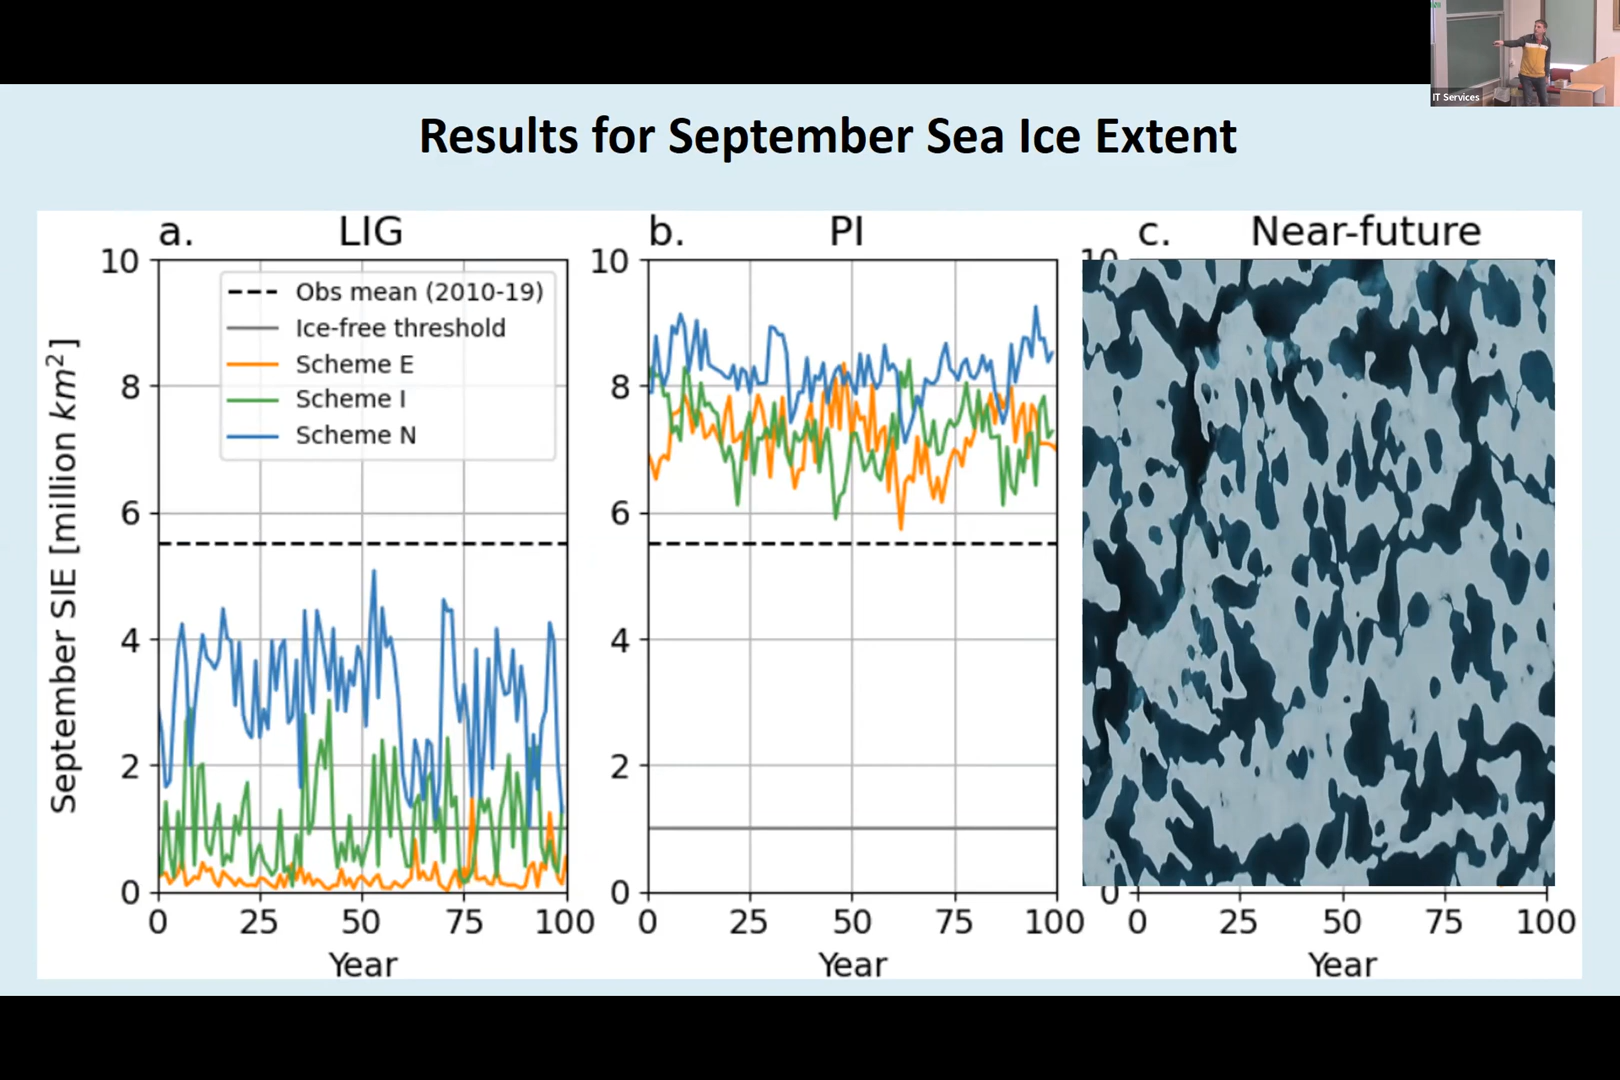 IT Services
Results for September Sea Ice Extent
a. LIG
b. PI
c. Near-future
September SIE [million km²]
10
8
6
4
2
0
Obs mean (2010-19)
Ice-free threshold
Scheme E
Scheme I
Scheme N
0 25 50 75 100
Year
10
8
6
4
2
0
0 25 50 75 100
Year
10
0
0 25 50 75 100
Year